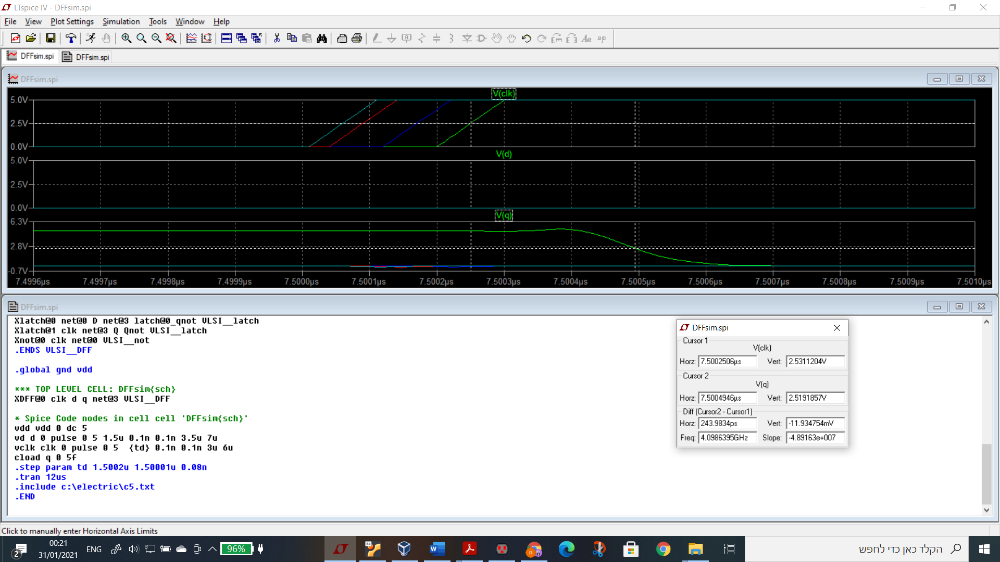 LTspice IV - DFFsim.spi
File View Plot Settings Simulation Tools Window Help
DFFsim.spi DFFsim.spi
DFFsim.spi
V(clk)
5.0V
2.5V
0.0V
V(d)
5.0V
2.5V
0.0V
V(q)
6.3V
2.8V
-0.7V
7.4996µs 7.4997µs 7.4998µs 7.4999µs 7.5000µs 7.5001µs 7.5002µs 7.5003µs 7.5004µs 7.5005µs 7.5006µs 7.5007µs 7.5008µs 7.5009µs 7.5010µs
DFFsim.spi
Xlatch@0 net@0 D net@3 latch@0_qnot VLSI__latch
Xlatch@1 clk net@3 Q Qnot VLSI__latch
Xnot@0 clk net@0 VLSI__not
.ENDS VLSI__DFF
.global gnd vdd
*** TOP LEVEL CELL: DFFsim{sch}
XDFF@0 clk d q net@3 VLSI__DFF
* Spice Code nodes in cell cell 'DFFsim{sch}'
vdd vdd 0 dc 5
vd d 0 pulse 0 5 1.5u 0.1n 0.1n 3.5u 7u
vclk clk 0 pulse 0 5  {td} 0.1n 0.1n 3u 6u
cload q 0 5f
.step param td 1.5002u 1.50001u 0.08n
.tran 12us
.include c:\electric\c5.txt
.END
DFFsim.spi
Cursor 1
V(clk)
Horz: 7.5002506µs Vert: 2.5311204V
Cursor 2
V(q)
Horz: 7.5004946µs Vert: 2.5191857V
Diff (Cursor2 - Cursor1)
Horz: 243.9834ps Vert: -11.934754mV
Freq: 4.0986395GHz Slope: -4.89163e+007
Click to manually enter Horizontal Axis Limits
2
00:21
31/01/2021
ENG
96%
64
הקלד כאן כדי לחפש